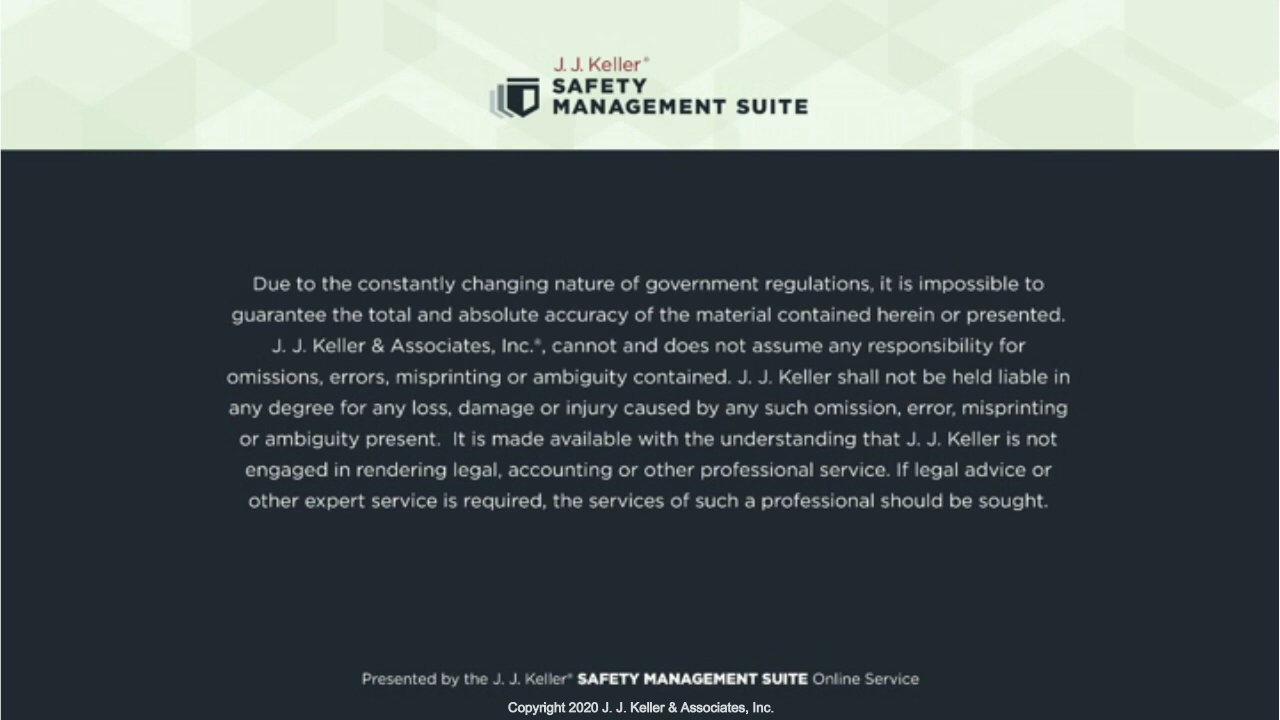 J. J. Keller®
SAFETY
MANAGEMENT SUITE
Due to the constantly changing nature of government regulations, it is impossible to
guarantee the total and absolute accuracy of the material contained herein or presented.
J. J. Keller & Associates, Inc.®, cannot and does not assume any responsibility for
omissions, errors, misprinting or ambiguity contained. J. J. Keller shall not be held liable in
any degree for any loss, damage or injury caused by any such omission, error, misprinting
or ambiguity present.  It is made available with the understanding that J. J. Keller is not
engaged in rendering legal, accounting or other professional service. If legal advice or
other expert service is required, the services of such a professional should be sought.
Presented by the J. J. Keller® SAFETY MANAGEMENT SUITE Online Service
Copyright 2020 J. J. Keller & Associates, Inc.